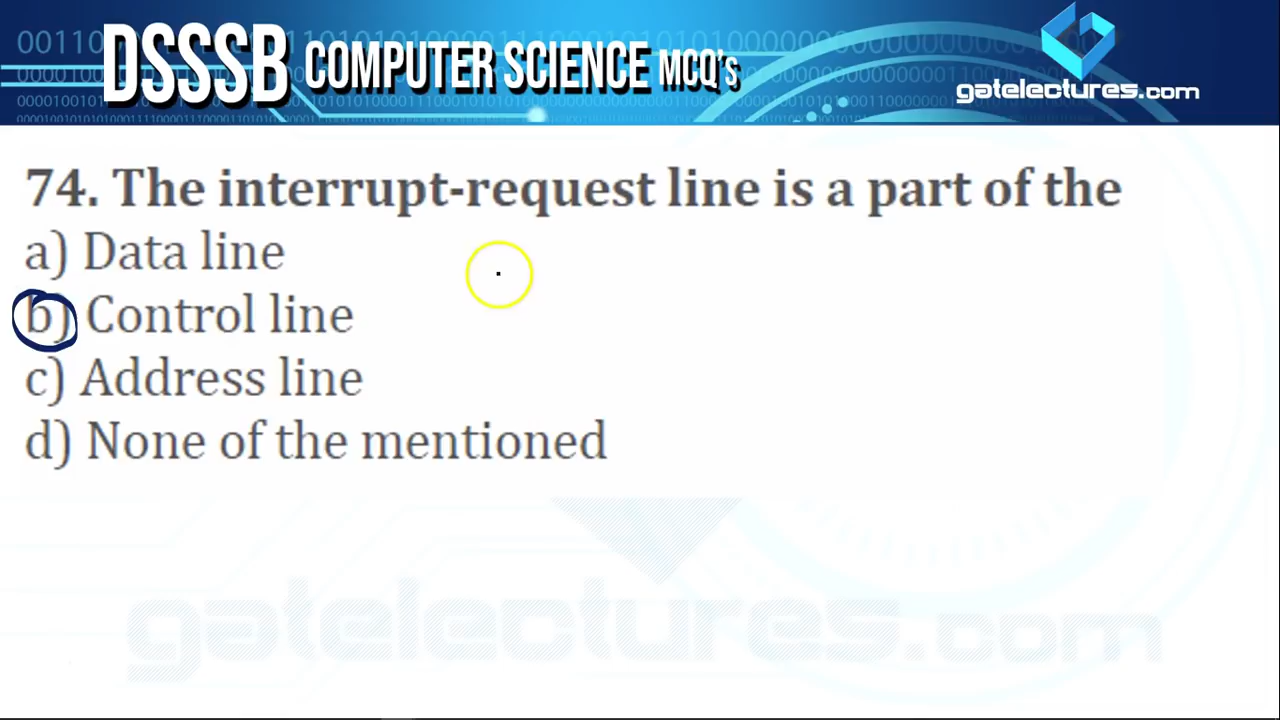 DSSSB COMPUTER SCIENCE MCQ's
gatelectures.com
74. The interrupt-request line is a part of the
a) Data line
b) Control line
c) Address line
d) None of the mentioned
gatelectures.com